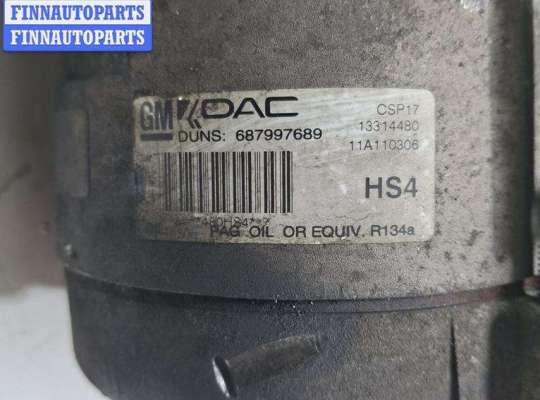 FINNAUTOPARTS
FINNAUTOPARTS
GM DAC
CSP17
DUNS: 687997689
13314480
11A110306
HS4
PAG OIL OR EQUIV. R134a